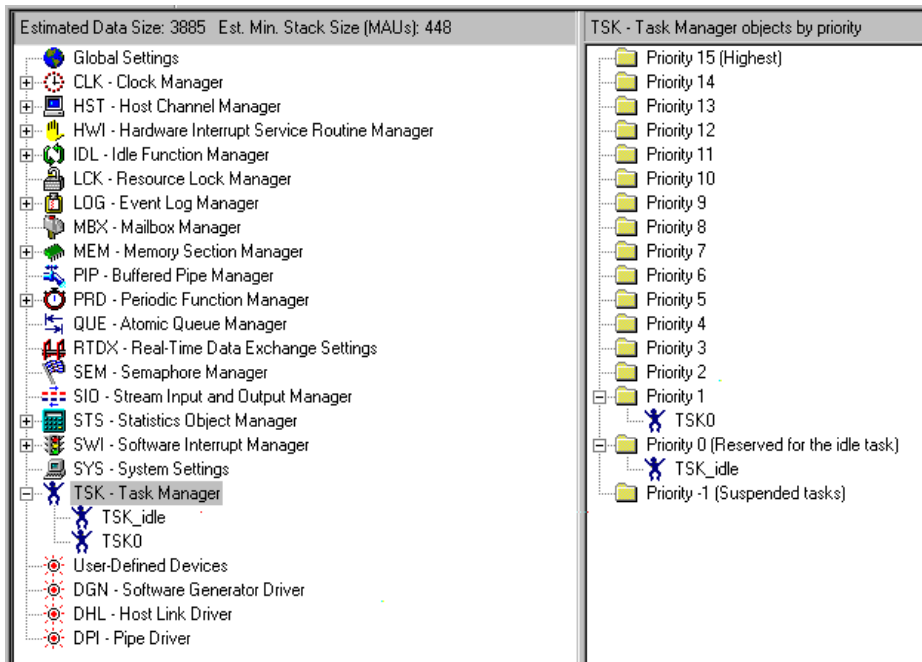 Estimated Data Size: 3885 Est. Min. Stack Size (MAUs): 448
Global Settings
CLK - Clock Manager
HST - Host Channel Manager
HWI - Hardware Interrupt Service Routine Manager
IDL - Idle Function Manager
LCK - Resource Lock Manager
LOG - Event Log Manager
MBX - Mailbox Manager
MEM - Memory Section Manager
PIP - Buffered Pipe Manager
PRD - Periodic Function Manager
QUE - Atomic Queue Manager
RTDX - Real-Time Data Exchange Settings
SEM - Semaphore Manager
SIO - Stream Input and Output Manager
STS - Statistics Object Manager
SWI - Software Interrupt Manager
SYS - System Settings
TSK - Task Manager
TSK_idle
TSK0
User-Defined Devices
DGN - Software Generator Driver
DHL - Host Link Driver
DPI - Pipe Driver
TSK - Task Manager objects by priority
Priority 15 (Highest)
Priority 14
Priority 13
Priority 12
Priority 11
Priority 10
Priority 9
Priority 8
Priority 7
Priority 6
Priority 5
Priority 4
Priority 3
Priority 2
Priority 1
TSK0
Priority 0 (Reserved for the idle task)
TSK_idle
Priority -1 (Suspended tasks)